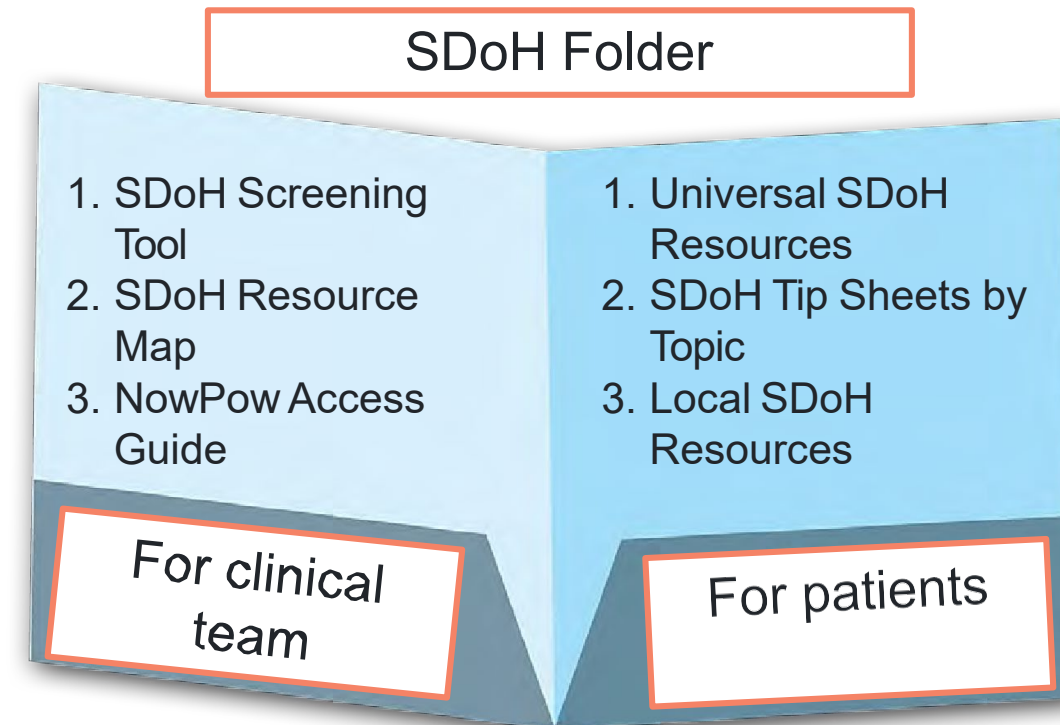 SDoH Folder
1. SDoH Screening
Tool
2. SDoH Resource
Map
3. NowPow Access
Guide
For clinical
team
1. Universal SDoH
Resources
2. SDoH Tip Sheets by
Topic
3. Local SDoH
Resources
For patients